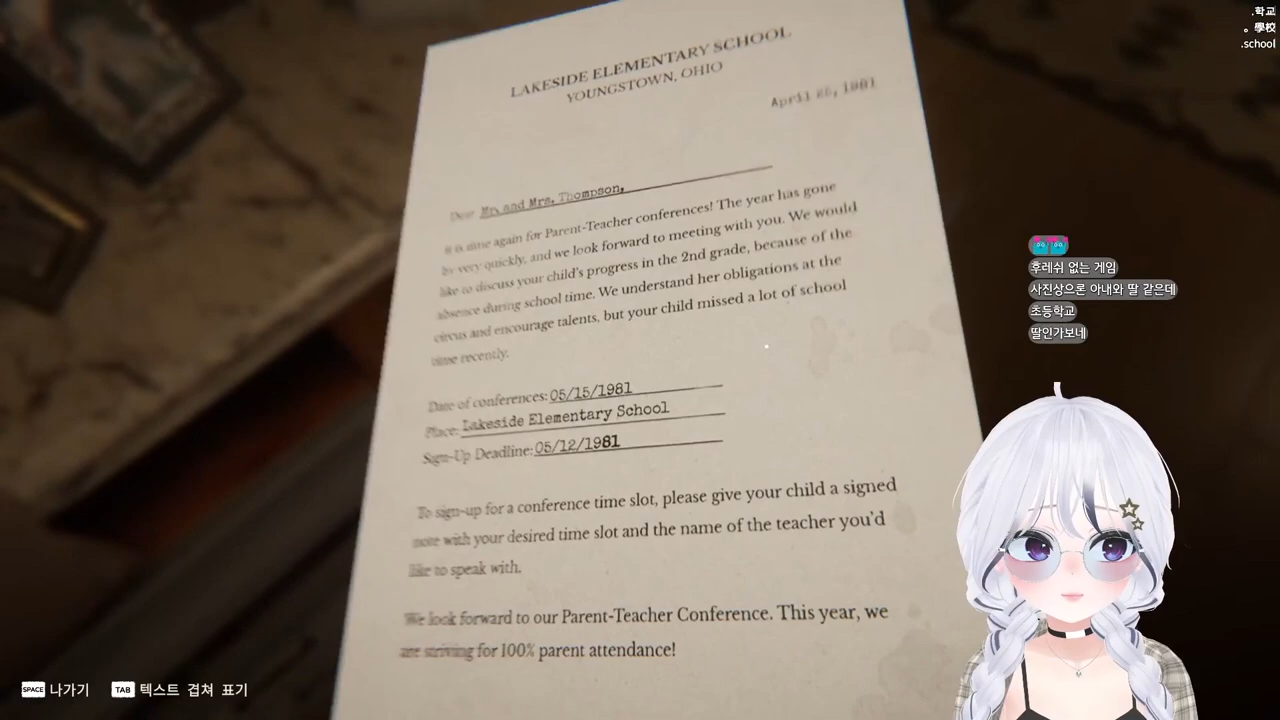 LAKESIDE ELEMENTARY SCHOOL
YOUNGSTOWN, OHIO
April 1981
Dear Mr. and Mrs. Thompson,
It is time again for Parent-Teacher conferences! The year has gone
by very quickly, and we look forward to meeting with you. We would
like to discuss your child's progress in the 2nd grade, because of the
absence during school time. We understand her obligations at the
circus and encourage talents, but your child missed a lot of school
time recently.
Date of conferences: 05/15/1981
Place: Lakeside Elementary School
Sign-Up Deadline: 05/12/1981
To sign-up for a conference time slot, please give your child a signed
note with your desired time slot and the name of the teacher you'd
like to speak with.
We look forward to our Parent-Teacher Conference. This year, we
are striving for 100% parent attendance!
.학교
。學校
.school
후레쉬 없는 게임
사진상으론 아내와 딸 같은데
초등학교
딸인가보네
SPACE 나가기 TAB 텍스트 겹쳐 표기